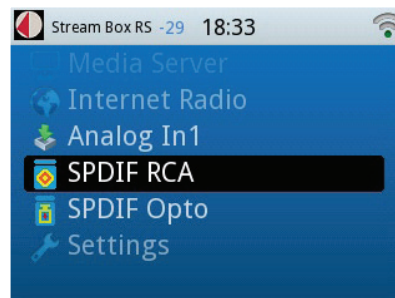 Stream Box RS -29 18:33
Media Server
Internet Radio
Analog In1
SPDIF RCA
SPDIF Opto
Settings